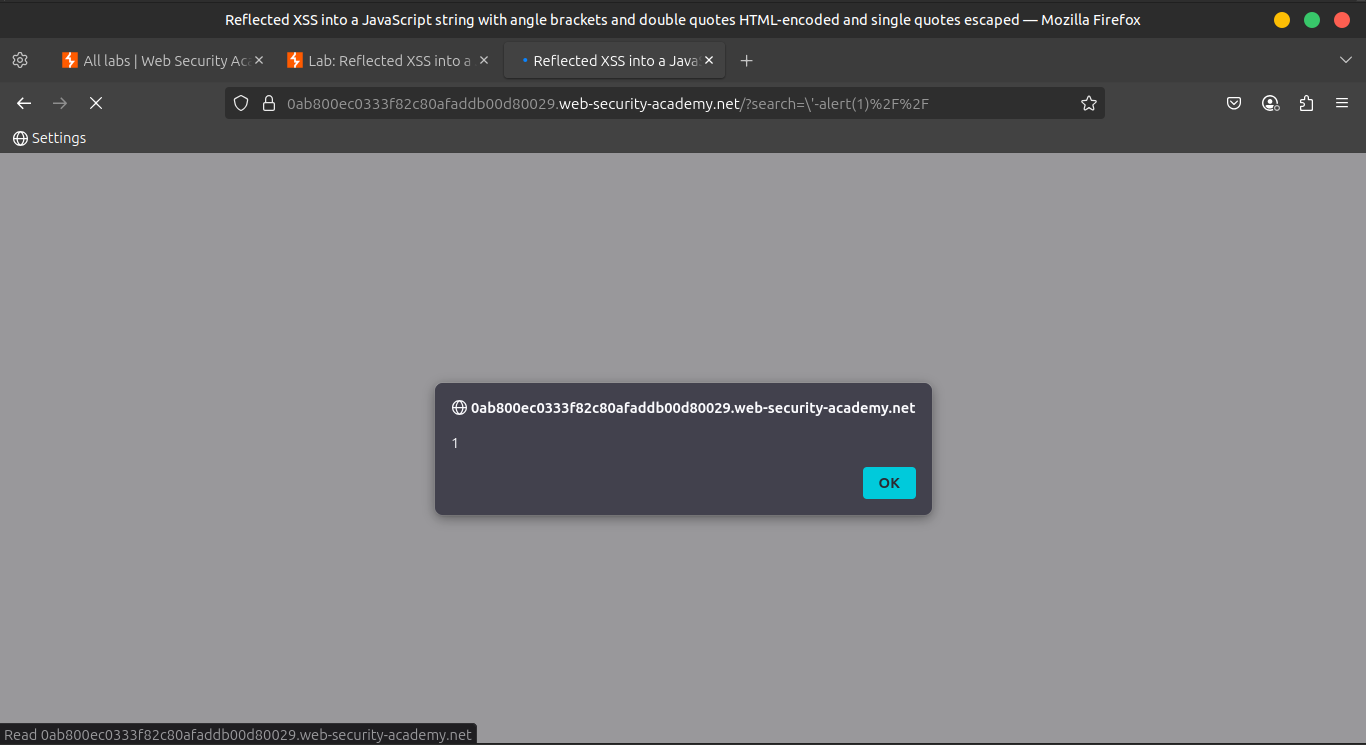 Reflected XSS into a JavaScript string with angle brackets and double quotes HTML-encoded and single quotes escaped — Mozilla Firefox
All labs | Web Security Ac
Lab: Reflected XSS into a
Reflected XSS into a Java
0ab800ec0333f82c80afaddb00d80029.web-security-academy.net/?search=\'-alert(1)%2F%2F
Settings
0ab800ec0333f82c80afaddb00d80029.web-security-academy.net
1
OK
Read 0ab800ec0333f82c80afaddb00d80029.web-security-academy.net